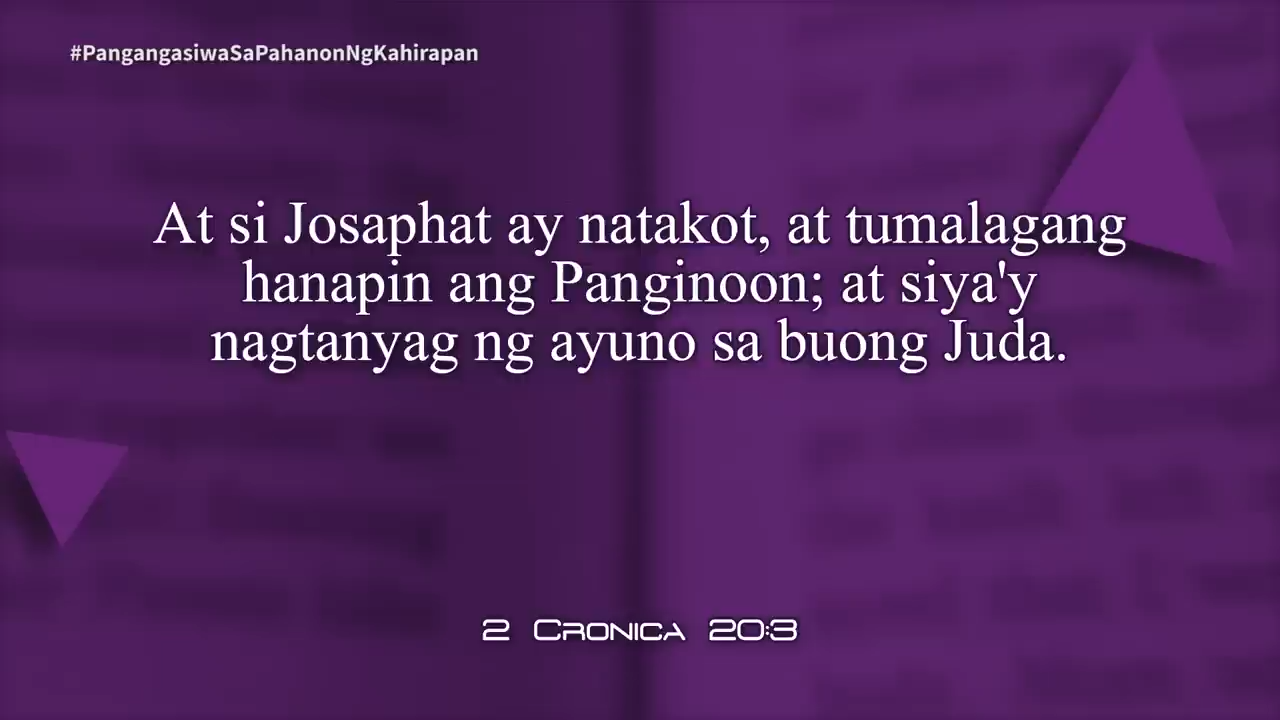 #PangangasiwaSaPahanonNgKahirapan
At si Josaphat ay natakot, at tumalagang
hanapin ang Panginoon; at siya'y
nagtanyag ng ayuno sa buong Juda.
2 Cronica 20:3